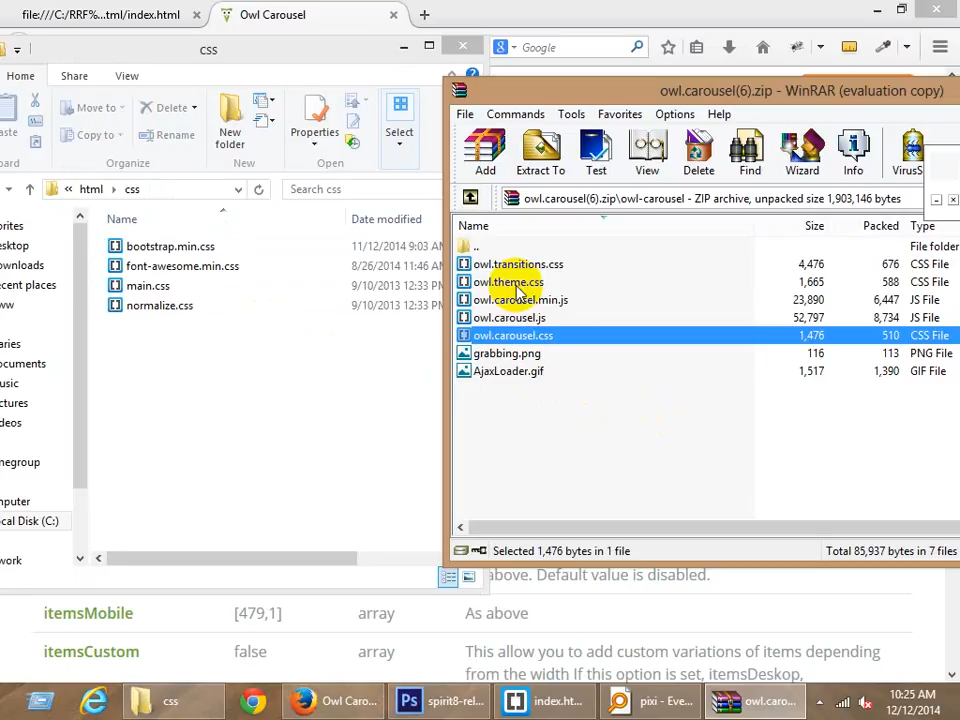 file:///C:/RRF%...tml/index.html
Owl Carousel
css
Home
Share
View
Google
owl.carousel(6).zip - WinRAR (evaluation copy)
File
Commands
Tools
Favorites
Options
Help
Move to
Delete
Copy to
Rename
New folder
Properties
Select
Organize
New
Open
Add
Extract To
Test
View
Delete
Find
Wizard
Info
VirusS
html
css
Search css
owl.carousel(6).zip\owl-carousel - ZIP archive, unpacked size 1,903,146 bytes
Name
Date modified
bootstrap.min.css 11/12/2014 9:03 AM
font-awesome.min.css 8/26/2014 11:46 AM
main.css 9/10/2013 12:33 PM
normalize.css 9/10/2013 12:33 PM
Name Size Packed Type
.. File folder
owl.transitions.css 4,476 676 CSS File
owl.theme.css 1,665 588 CSS File
owl.carousel.min.js 23,890 6,447 JS File
owl.carousel.js 52,797 8,734 JS File
owl.carousel.css 1,476 510 CSS File
grabbing.png 116 113 PNG File
AjaxLoader.gif 1,517 1,390 GIF File
Selected 1,476 bytes in 1 file
Total 85,937 bytes in 7 files
above. Default value is disabled.
itemsMobile [479,1] array As above
itemsCustom false array This allow you to add custom variations of items depending
from the width If this option is set, itemsDeskop,
css
Owl Caro...
spirit8-rel...
index.ht...
pixi - Eve...
owl.caro...
10:25 AM
12/12/2014